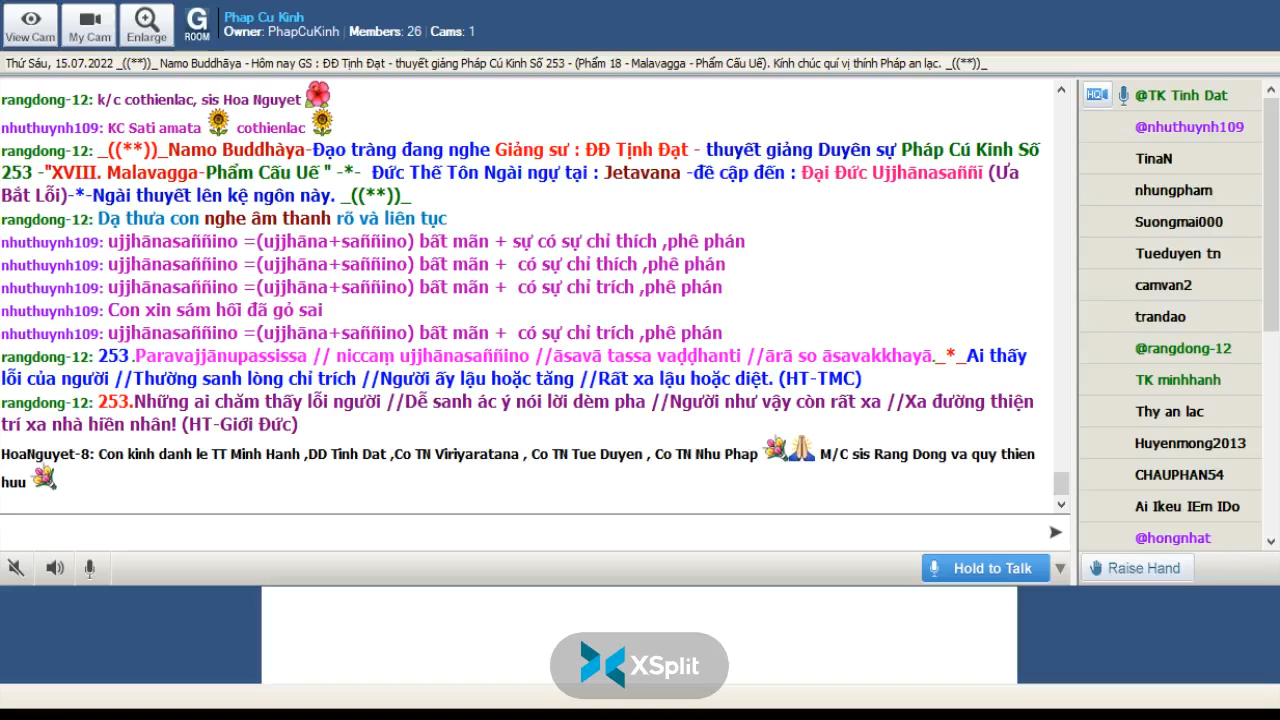 Phap Cu Kinh
Owner: PhapCuKinh | Members: 26 | Cams: 1
View Cam
My Cam
Enlarge
G ROOM
Thứ Sáu, 15.07.2022 _((**))_ Namo Buddhāya - Hôm nay GS : ĐĐ Tịnh Đạt - thuyết giảng Pháp Cú Kinh Số 253 - (Phẩm 18 - Malavagga - Phẩm Cấu Uế). Kính chúc quí vị thính Pháp an lạc. _((**))_
rangdong-12: k/c cothienlac, sis Hoa Nguyet
nhuthuynh109: KC Sati amata cothienlac
rangdong-12: _((**))_Namo Buddhàya-Đạo tràng đang nghe Giảng sư : ĐĐ Tịnh Đạt - thuyết giảng Duyên sự Pháp Cú Kinh Số
253 -"XVIII. Malavagga-Phẩm Cấu Uế " -*- Đức Thế Tôn Ngài ngự tại : Jetavana -đề cập đến : Đại Đức Ujjhānasaññi (Ưa
Bắt Lỗi)-*-Ngài thuyết lên kệ ngôn này. _((**))_
rangdong-12: Dạ thưa con nghe âm thanh rõ và liên tục
nhuthuynh109: ujjhānasaññino =(ujjhāna+saññino) bất mãn + sự có sự chỉ thích ,phê phán
nhuthuynh109: ujjhānasaññino =(ujjhāna+saññino) bất mãn + có sự chỉ thích ,phê phán
nhuthuynh109: ujjhānasaññino =(ujjhāna+saññino) bất mãn + có sự chỉ trích ,phê phán
nhuthuynh109: Con xin sám hối đã gỏ sai
nhuthuynh109: ujjhānasaññino =(ujjhāna+saññino) bất mãn + có sự chỉ trích ,phê phán
rangdong-12: 253.Paravajjānupassissa // niccaṃ ujjhānasaññino //āsavā tassa vaḍḍhanti //ārā so āsavakkhayā._*_Ai thấy
lỗi của người //Thường sanh lòng chỉ trích //Người ấy lậu hoặc tăng //Rất xa lậu hoặc diệt. (HT-TMC)
rangdong-12: 253.Những ai chăm thấy lỗi người //Dễ sanh ác ý nói lời dèm pha //Người như vậy còn rất xa //Xa đường thiện
trí xa nhà hiền nhân! (HT-Giới Đức)
HoaNguyet-8: Con kinh danh le TT Minh Hanh ,DD Tinh Dat ,Co TN Viriyaratana , Co TN Tue Duyen , Co TN Nhu Phap M/C sis Rang Dong va quy thien
huu
HQ
@TK Tinh Dat
@nhuthuynh109
TinaN
nhungpham
Suongmai000
Tueduyen tn
camvan2
trandao
@rangdong-12
TK minhhanh
Thy an lac
Huyenmong2013
CHAUPHAN54
Ai Ikeu IEm IDo
@hongnhat
Hold to Talk
Raise Hand
XSplit